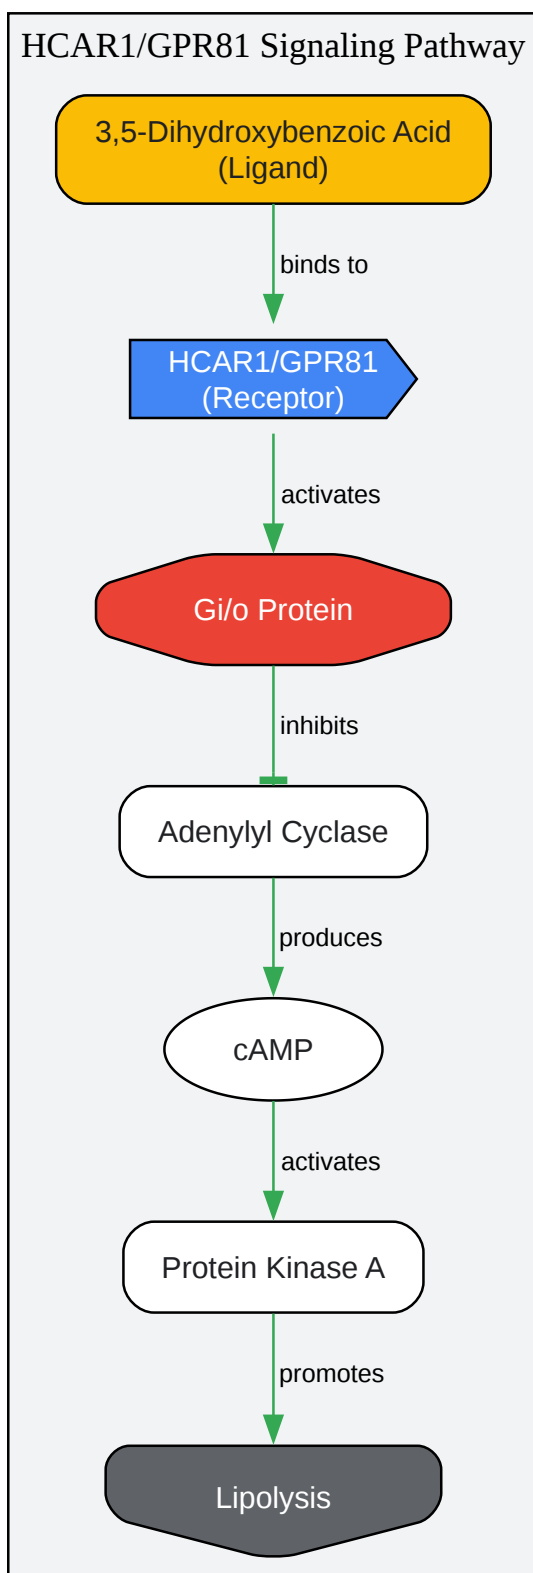 HCAR1/GPR81 Signaling Pathway
3,5-Dihydroxybenzoic Acid
(Ligand)
binds to
HCAR1/GPR81
(Receptor)
activates
Gi/o Protein
inhibits
Adenylyl Cyclase
produces
cAMP
activates
Protein Kinase A
promotes
Lipolysis